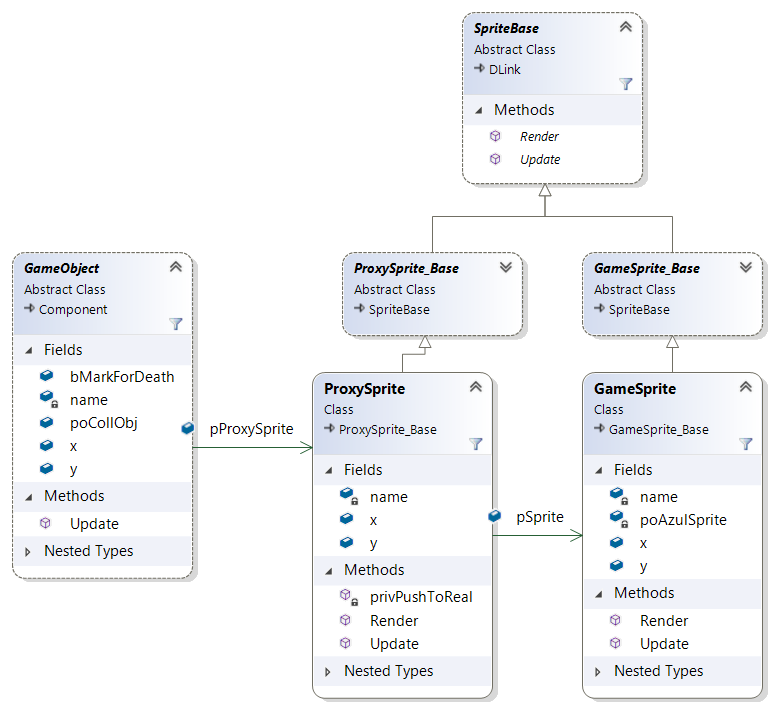 SpriteBase
Abstract Class
DLink
Methods
Render
Update
GameObject
Abstract Class
Component
Fields
bMarkForDeath
name
poCollObj
x
y
Methods
Update
Nested Types
pProxySprite
ProxySprite_Base
Abstract Class
SpriteBase
ProxySprite
Class
ProxySprite_Base
Fields
name
x
y
Methods
privPushToReal
Render
Update
Nested Types
pSprite
GameSprite_Base
Abstract Class
SpriteBase
GameSprite
Class
GameSprite_Base
Fields
name
poAzulSprite
x
y
Methods
Render
Update
Nested Types